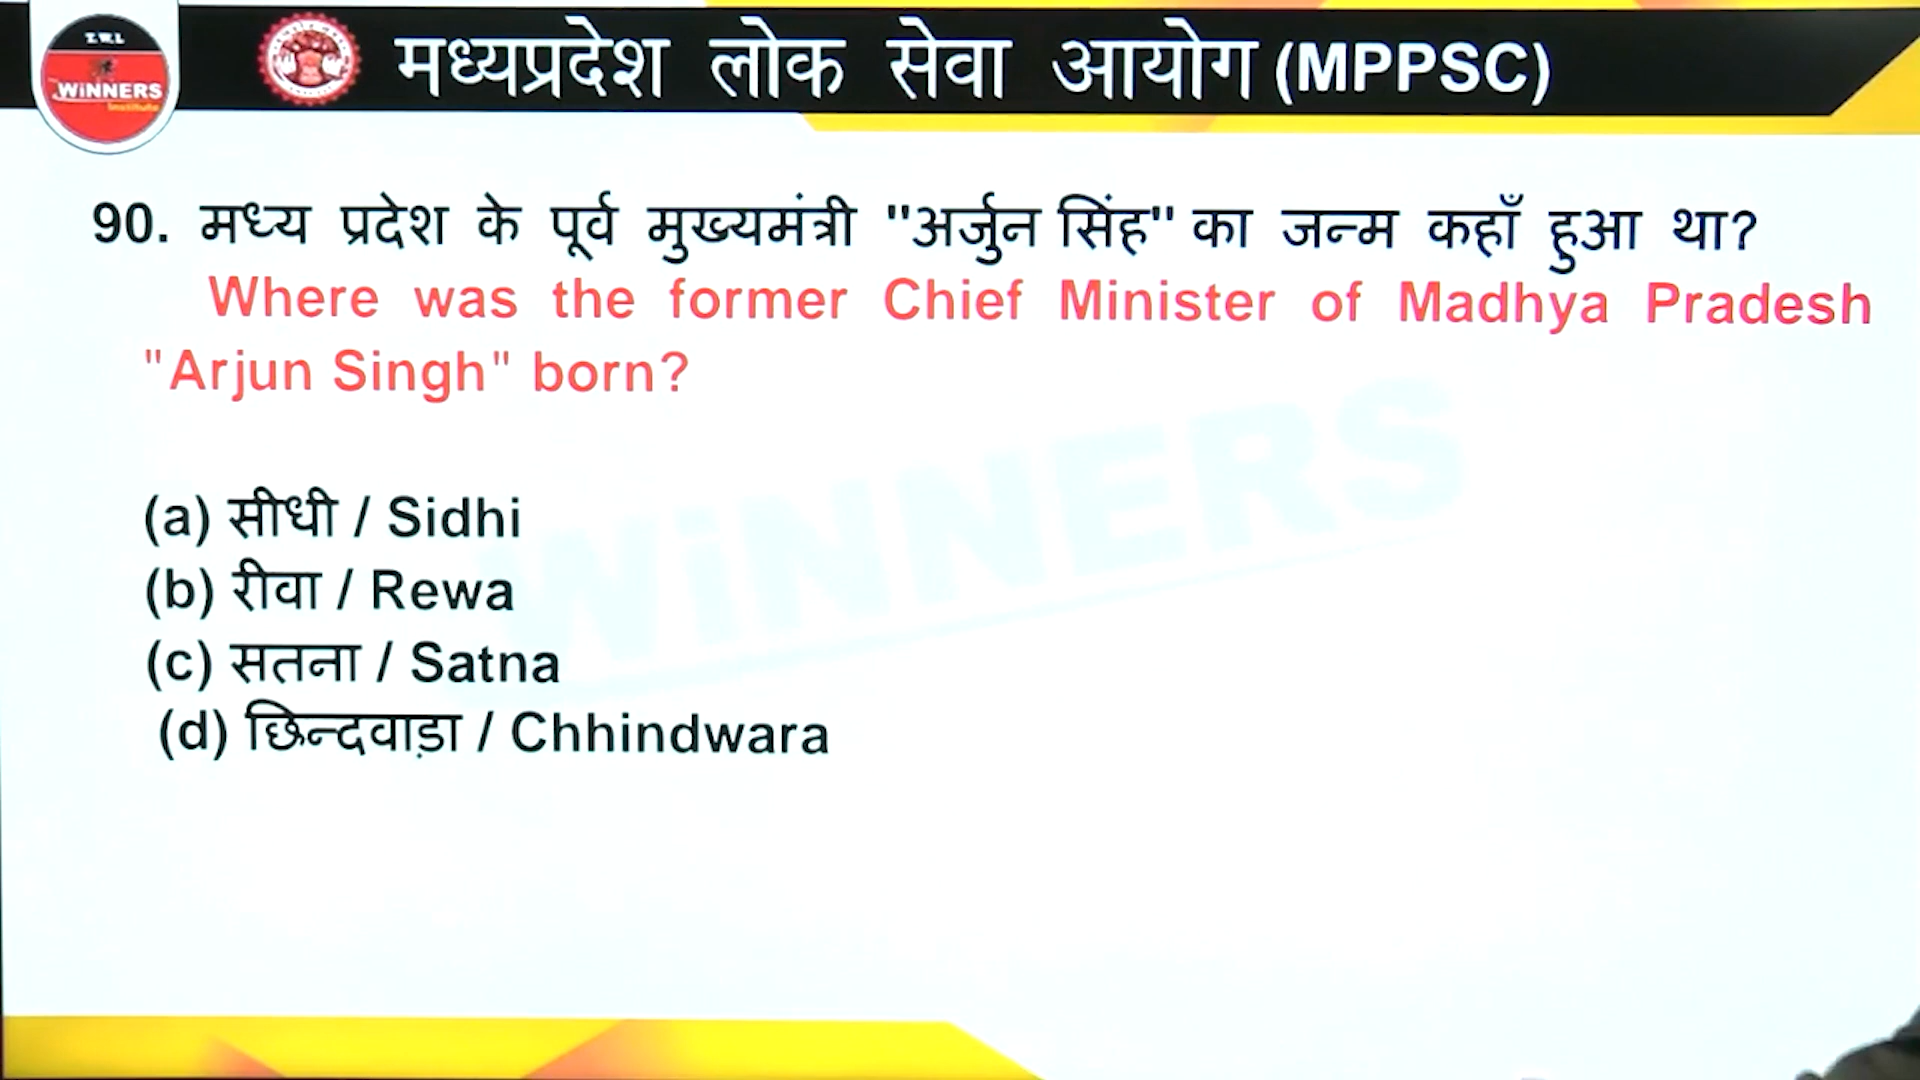 T.W.I.
WiNNERS
Institute
मध्यप्रदेश लोक सेवा आयोग (MPPSC)
90. मध्य प्रदेश के पूर्व मुख्यमंत्री "अर्जुन सिंह" का जन्म कहाँ हुआ था?
Where was the former Chief Minister of Madhya Pradesh
"Arjun Singh" born?
WiNNERS
(a) सीधी / Sidhi
(b) रीवा / Rewa
(c) सतना / Satna
(d) छिन्दवाड़ा / Chhindwara